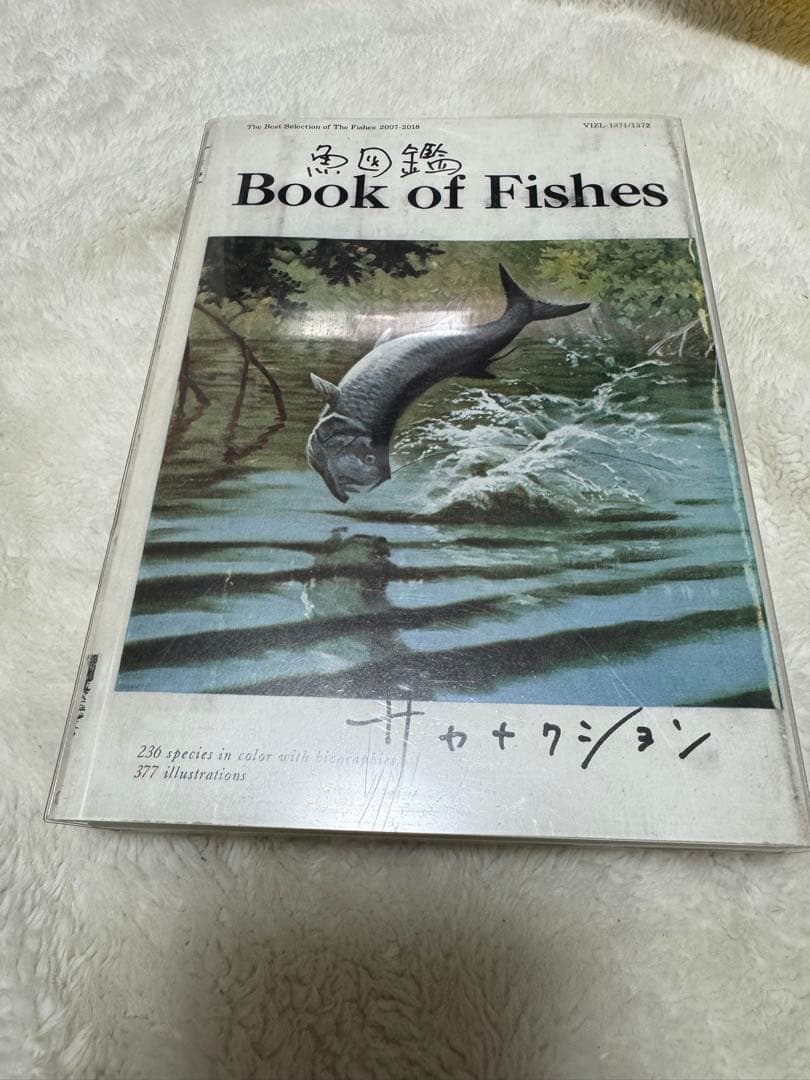 The Best Selection of The Fishes 2007-2018
VIZL-1371/1372
魚図鑑
Book of Fishes
サカナクション
236 species in color with biographies
377 illustrations